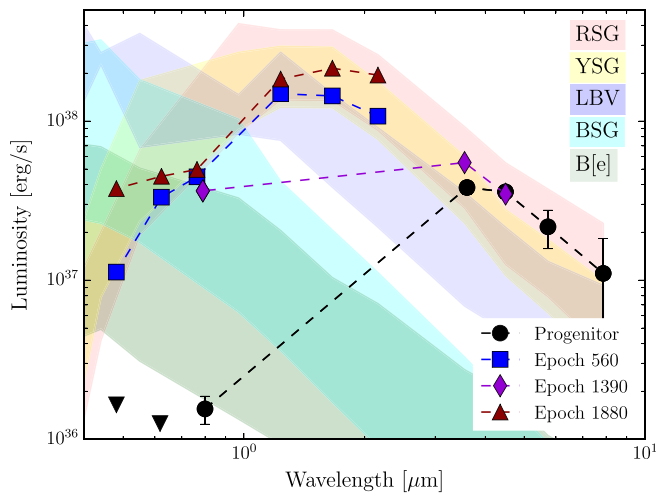 RSG
YSG
LBV
BSG
B[e]
10^38
10^37
10^36
Luminosity [erg/s]
Progenitor
Epoch 560
Epoch 1390
Epoch 1880
10^0
10^1
Wavelength [μm]